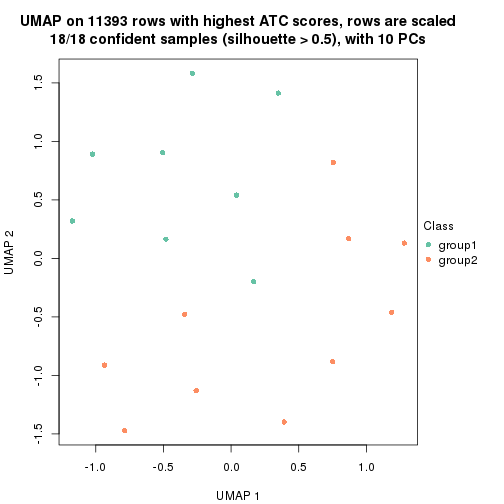 UMAP on 11393 rows with highest ATC scores, rows are scaled
18/18 confident samples (silhouette > 0.5), with 10 PCs
1.5
1.0
0.5
0.0
-0.5
-1.0
-1.5
UMAP 2
Class
group1
group2
-1.0 -0.5 0.0 0.5 1.0
UMAP 1